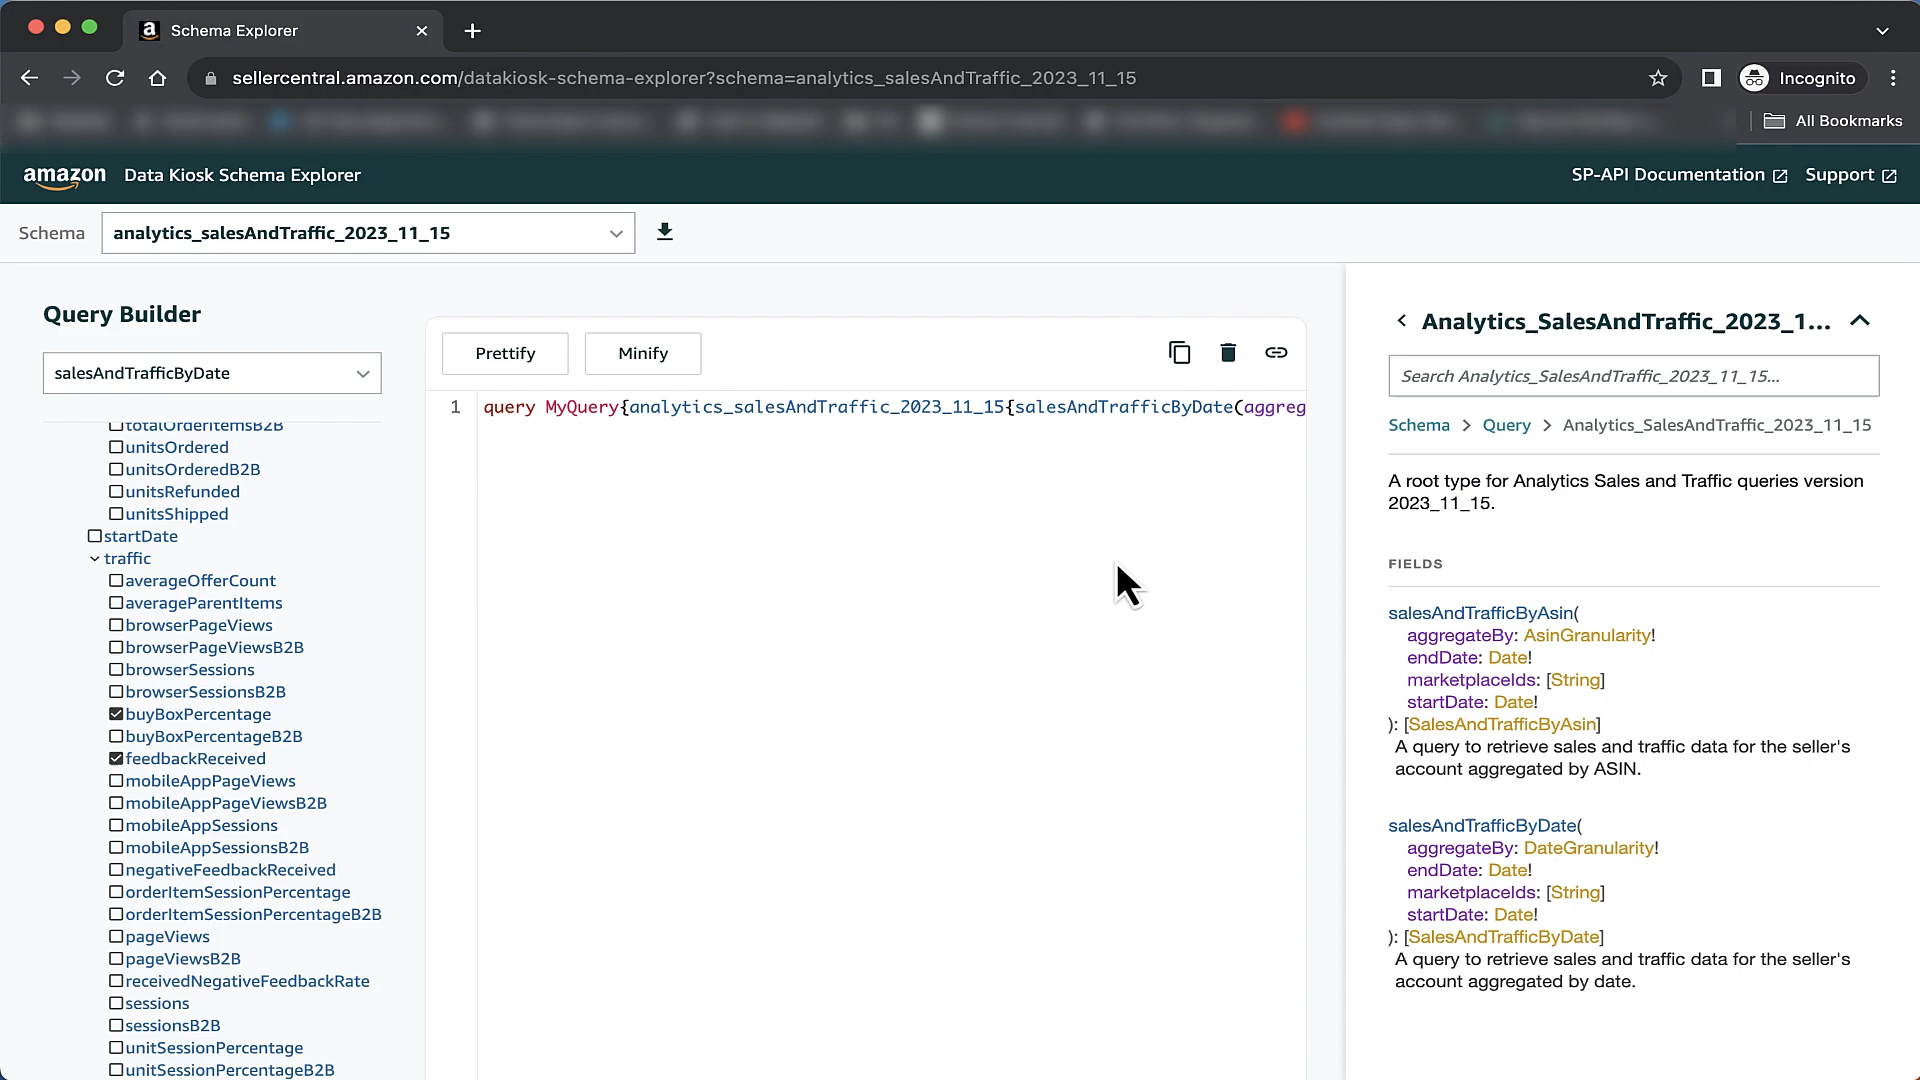 Schema Explorer
sellercentral.amazon.com/datakiosk-schema-explorer?schema=analytics_salesAndTraffic_2023_11_15
Incognito
All Bookmarks
amazon Data Kiosk Schema Explorer
SP-API Documentation
Support
Schema
analytics_salesAndTraffic_2023_11_15
Query Builder
salesAndTrafficByDate
totalOrderItemsB2B
unitsOrdered
unitsOrderedB2B
unitsRefunded
unitsShipped
startDate
traffic
averageOfferCount
averageParentItems
browserPageViews
browserPageViewsB2B
browserSessions
browserSessionsB2B
buyBoxPercentage
buyBoxPercentageB2B
feedbackReceived
mobileAppPageViews
mobileAppPageViewsB2B
mobileAppSessions
mobileAppSessionsB2B
negativeFeedbackReceived
orderItemSessionPercentage
orderItemSessionPercentageB2B
pageViews
pageViewsB2B
receivedNegativeFeedbackRate
sessions
sessionsB2B
unitSessionPercentage
unitSessionPercentageB2B
Prettify
Minify
1 query MyQuery{analytics_salesAndTraffic_2023_11_15{salesAndTrafficByDate(aggreg
Analytics_SalesAndTraffic_2023_1...
Search Analytics_SalesAndTraffic_2023_11_15...
Schema > Query > Analytics_SalesAndTraffic_2023_11_15
A root type for Analytics Sales and Traffic queries version
2023_11_15.
FIELDS
salesAndTrafficByAsin(
aggregateBy: AsinGranularity!
endDate: Date!
marketplaceIds: [String]
startDate: Date!
): [SalesAndTrafficByAsin]
A query to retrieve sales and traffic data for the seller's
account aggregated by ASIN.
salesAndTrafficByDate(
aggregateBy: DateGranularity!
endDate: Date!
marketplaceIds: [String]
startDate: Date!
): [SalesAndTrafficByDate]
A query to retrieve sales and traffic data for the seller's
account aggregated by date.